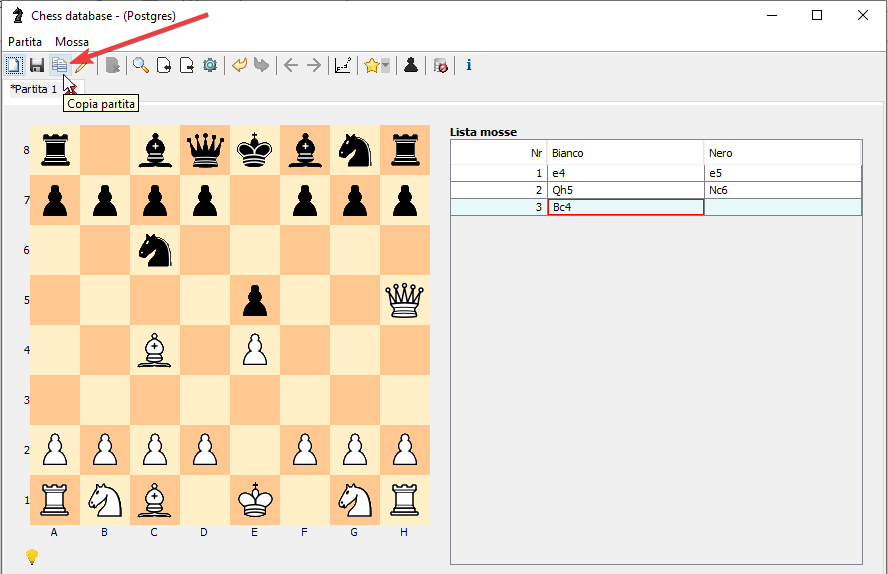 Chess database - (Postgres)
Partita Mossa
*Partita 1
Copia partita
Lista mosse
Nr Bianco Nero
1 e4 e5
2 Qh5 Nc6
3 Bc4
8
7
6
5
4
3
2
1
A B C D E F G H